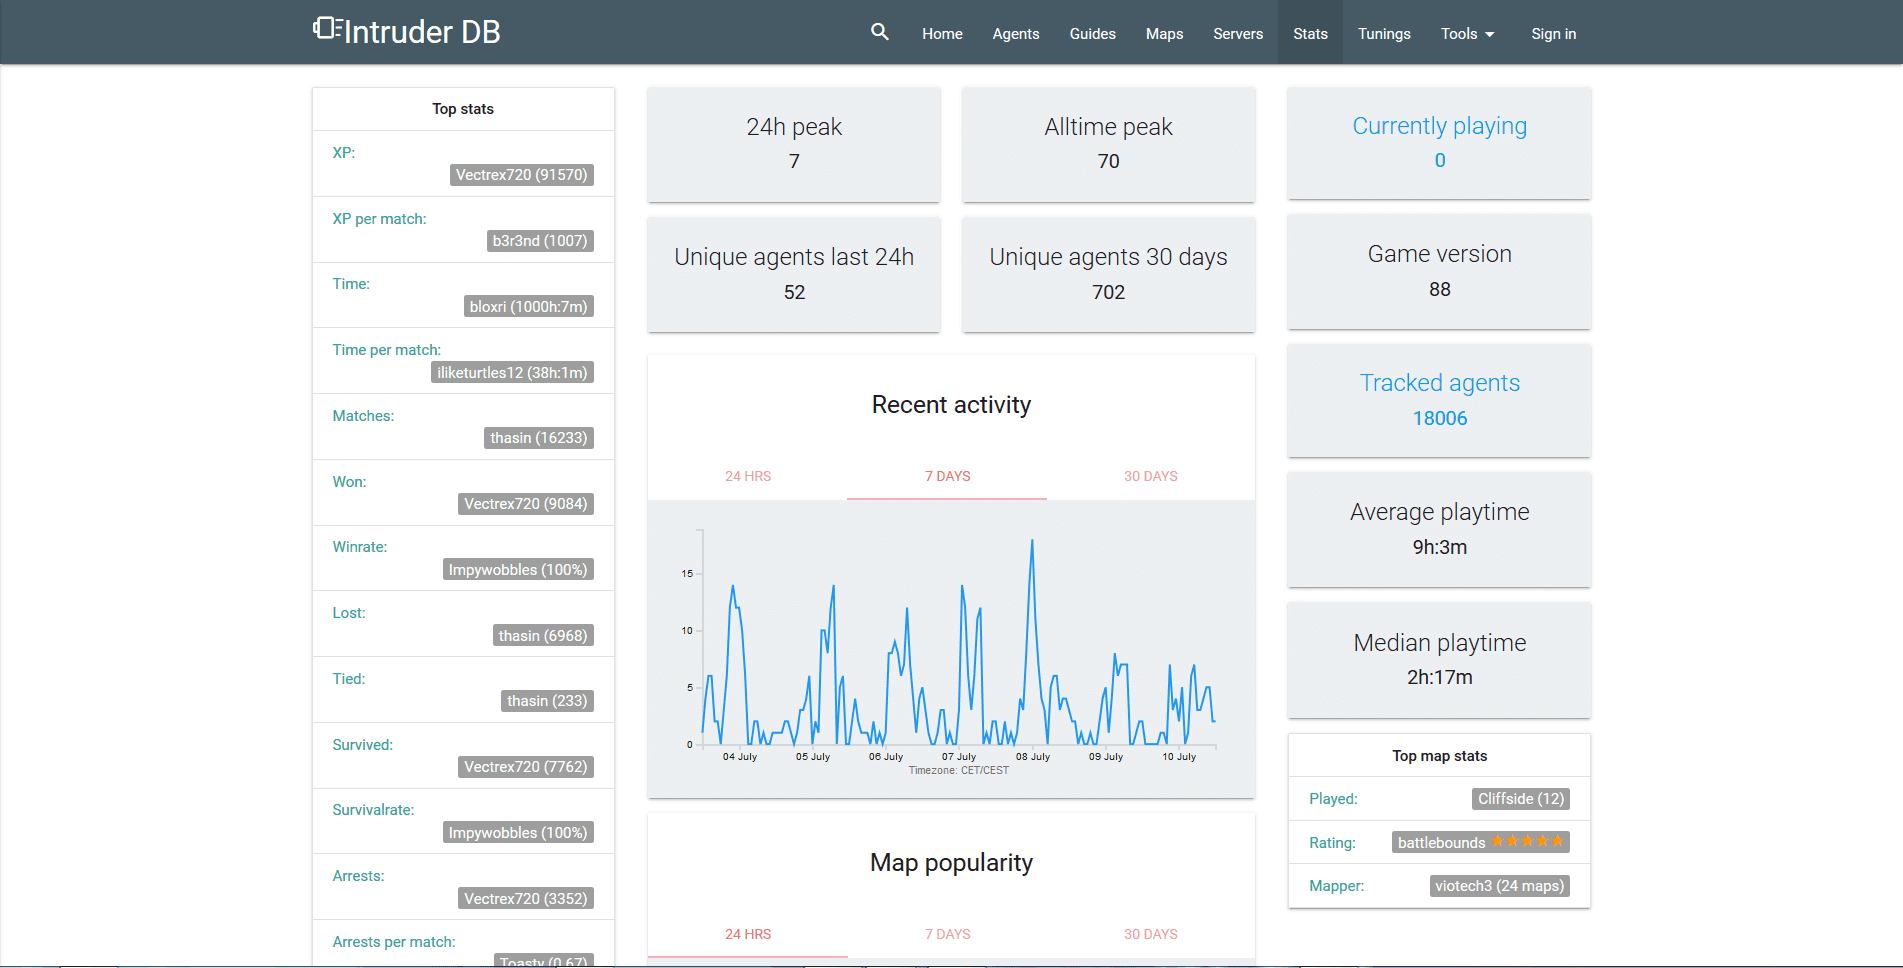 Intruder DB
Home Agents Guides Maps Servers Stats Tunings Tools Sign in
Top stats
XP:
Vectrex720 (91570)
XP per match:
b3r3nd (1007)
Time:
bloxri (1000h:7m)
Time per match:
iliketurtles12 (38h:1m)
Matches:
thasin (16233)
Won:
Vectrex720 (9084)
Winrate:
Impywobbles (100%)
Lost:
thasin (6968)
Tied:
thasin (233)
Survived:
Vectrex720 (7762)
Survivalrate:
Impywobbles (100%)
Arrests:
Vectrex720 (3352)
Arrests per match:
Toasty (0.67)
24h peak
7
Alltime peak
70
Unique agents last 24h
52
Unique agents 30 days
702
Recent activity
24 HRS 7 DAYS 30 DAYS
15
10
5
0
04 July 05 July 06 July 07 July 08 July 09 July 10 July
Timezone: CET/CEST
Map popularity
24 HRS 7 DAYS 30 DAYS
Currently playing
0
Game version
88
Tracked agents
18006
Average playtime
9h:3m
Median playtime
2h:17m
Top map stats
Played: Cliffside (12)
Rating: battlebounds
Mapper: viotech3 (24 maps)